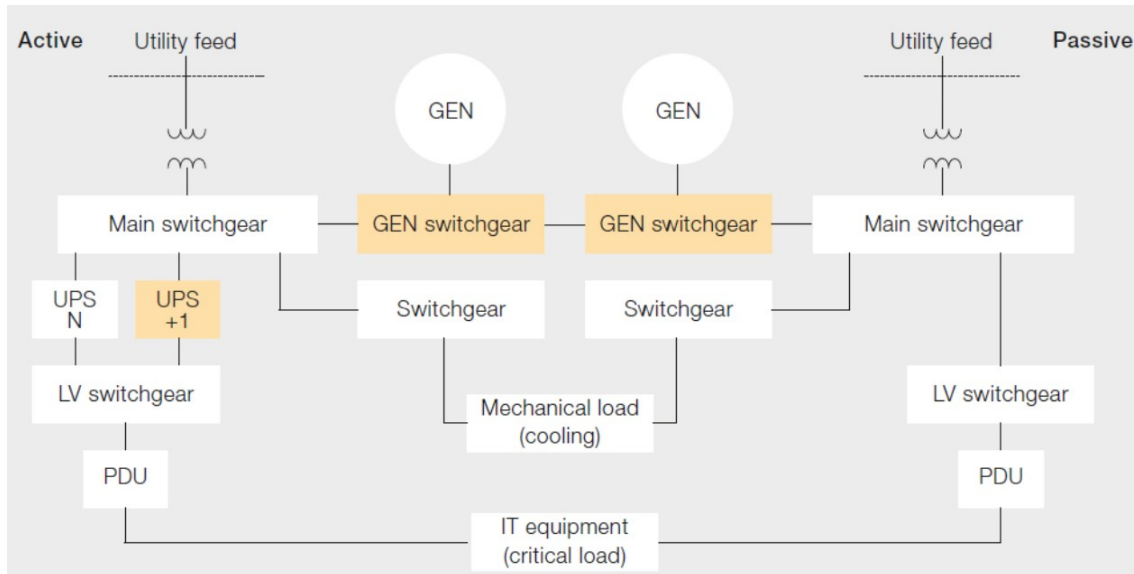 Active
Utility feed
Utility feed
Passive
GEN
GEN
Main switchgear
GEN switchgear
GEN switchgear
Main switchgear
UPS
N
UPS
+1
Switchgear
Switchgear
LV switchgear
LV switchgear
Mechanical load
(cooling)
PDU
PDU
IT equipment
(critical load)